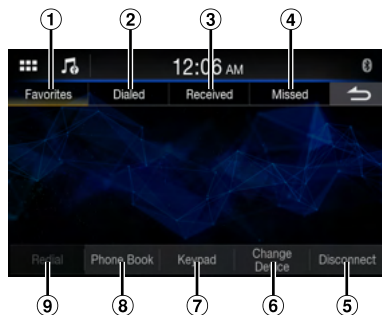 1 2 3 4
12:06 AM
Favorites Dialed Received Missed
Redial Phone Book Keypad Change Device Disconnect
9 8 7 6 5